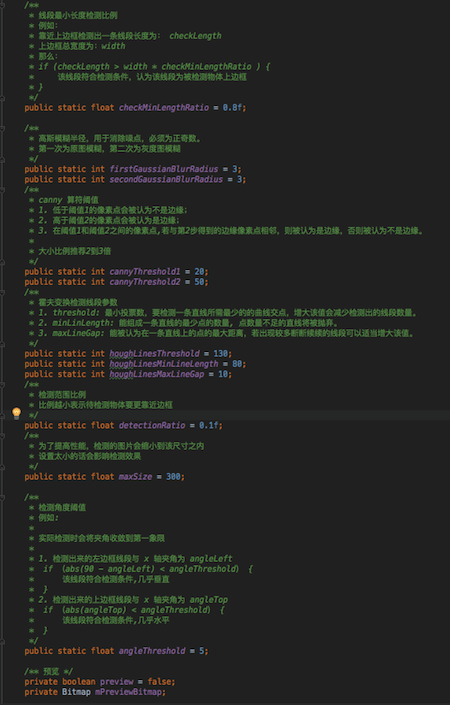 /**
 * 线段最小长度检测比例
 * 例如：
 * 靠近上边框检测出一条线段长度为： checkLength
 * 上边框总宽度为：width
 * 那么：
 * if (checkLength > width * checkMinLengthRatio ) {
 *     该线段符合检测条件，认为该线段为被检测物体上边框
 * }
 */
public static float checkMinLengthRatio = 0.8f;
/**
 * 高斯模糊半径，用于消除噪点，必须为正奇数。
 * 第一次为原图模糊，第二次为灰度图模糊
 */
public static int firstGaussianBlurRadius = 3;
public static int secondGaussianBlurRadius = 3;
/**
 * canny 算符阈值
 * 1. 低于阈值1的像素点会被认为不是边缘；
 * 2. 高于阈值2的像素点会被认为是边缘；
 * 3. 在阈值1和阈值2之间的像素点,若与第2步得到的边缘像素点相邻，则被认为是边缘，否则被认为不是边缘。
 *
 * 大小比例推荐2到3倍
 */
public static int cannyThreshold1 = 20;
public static int cannyThreshold2 = 50;
/**
 * 霍夫变换检测线段参数
 * 1. threshold: 最小投票数，要检测一条直线所需最少的的曲线交点，增大该值会减少检测出的线段数量。
 * 2. minLinLength: 能组成一条直线的最少点的数量, 点数量不足的直线将被抛弃。
 * 3. maxLineGap: 能被认为在一条直线上的点的最大距离，若出现较多断断续续的线段可以适当增大该值。
 */
public static int houghLinesThreshold = 130;
public static int houghLinesMinLineLength = 80;
public static int houghLinesMaxLineGap = 10;
/**
 * 检测范围比例
 * 比例越小表示待检测物体要更靠近边框
 */
public static float detectionRatio = 0.1f;
/**
 * 为了提高性能，检测的图片会缩小到该尺寸之内
 * 设置太小的话会影响检测效果
 */
public static float maxSize = 300;
/**
 * 检测角度阈值
 * 例如:
 *
 * 实际检测时会将夹角收敛到第一象限
 *
 * 1. 检测出来的左边框线段与 x 轴夹角为 angleLeft
 *  if (abs(90 - angleLeft) < angleThreshold) {
 *      该线段符合检测条件,几乎垂直
 *  }
 * 2. 检测出来的上边框线段与 x 轴夹角为 angleTop
 *  if (abs(angleTop) < angleThreshold) {
 *      该线段符合检测条件,几乎水平
 *  }
 */
public static float angleThreshold = 5;
/** 预览 */
private boolean preview = false;
private Bitmap mPreviewBitmap;